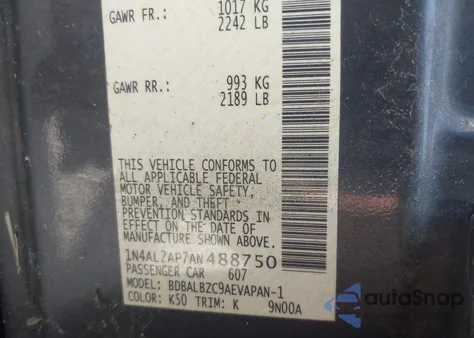 GAWR FR.: 1017 KG
2242 LB
GAWR RR.: 993 KG
2189 LB
THIS VEHICLE CONFORMS TO
ALL APPLICABLE FEDERAL
MOTOR VEHICLE SAFETY,
BUMPER, AND THEFT
PREVENTION STANDARDS IN
EFFECT ON THE DATE OF
MANUFACTURE SHOWN ABOVE.
1N4AL2AP7AN488750
PASSENGER CAR 607
MODEL: BDBALBZC9AEVAPAN-1
COLOR: K50 TRIM: K 9N00A
autoSnap